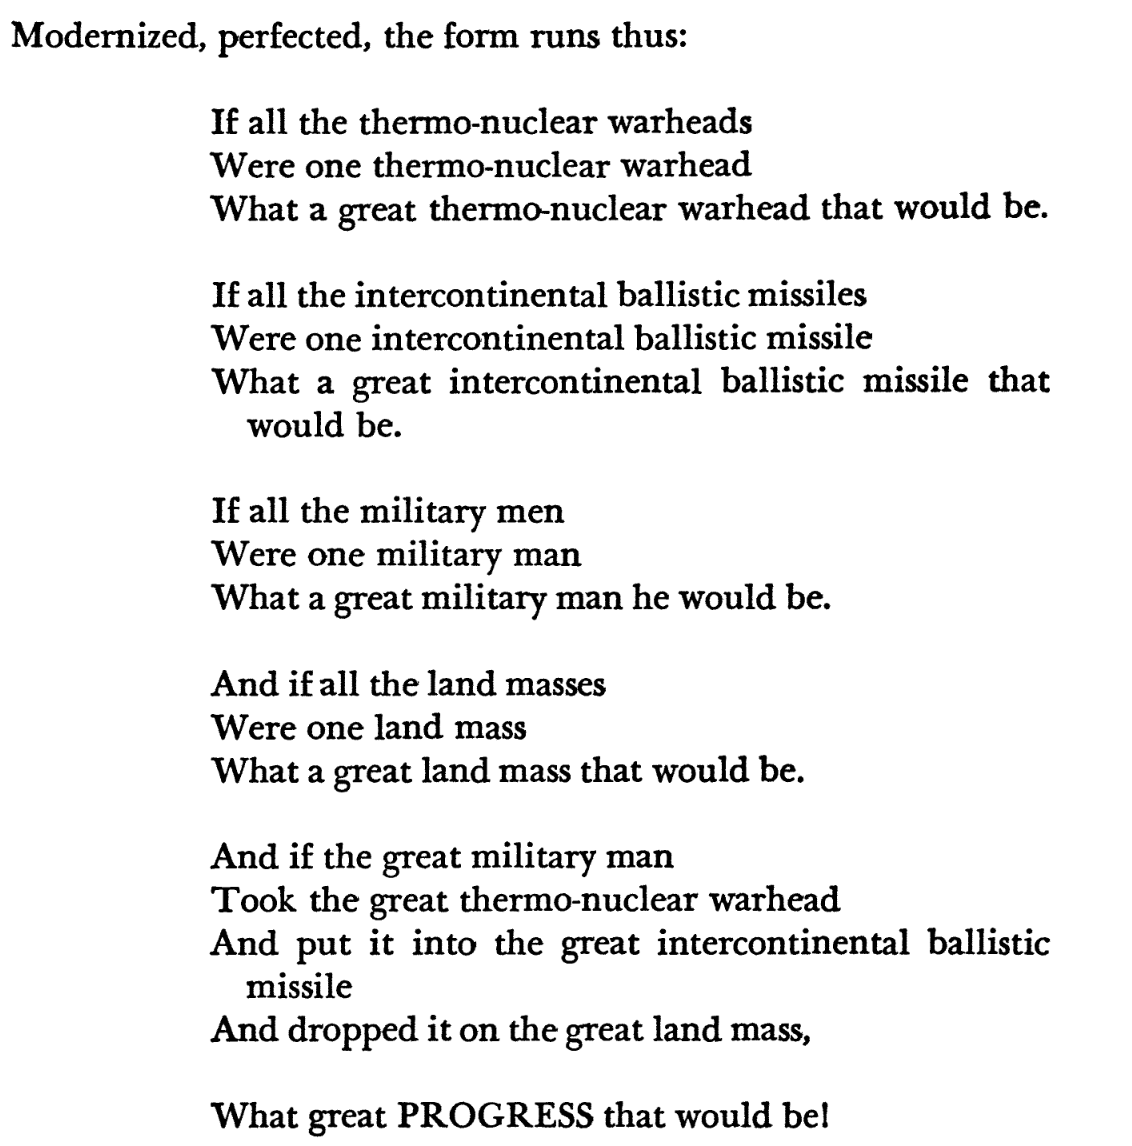 Modernized, perfected, the form runs thus:
If all the thermo-nuclear warheads
Were one thermo-nuclear warhead
What a great thermo-nuclear warhead that would be.
If all the intercontinental ballistic missiles
Were one intercontinental ballistic missile
What a great intercontinental ballistic missile that
would be.
If all the military men
Were one military man
What a great military man he would be.
And if all the land masses
Were one land mass
What a great land mass that would be.
And if the great military man
Took the great thermo-nuclear warhead
And put it into the great intercontinental ballistic
missile
And dropped it on the great land mass,
What great PROGRESS that would be!